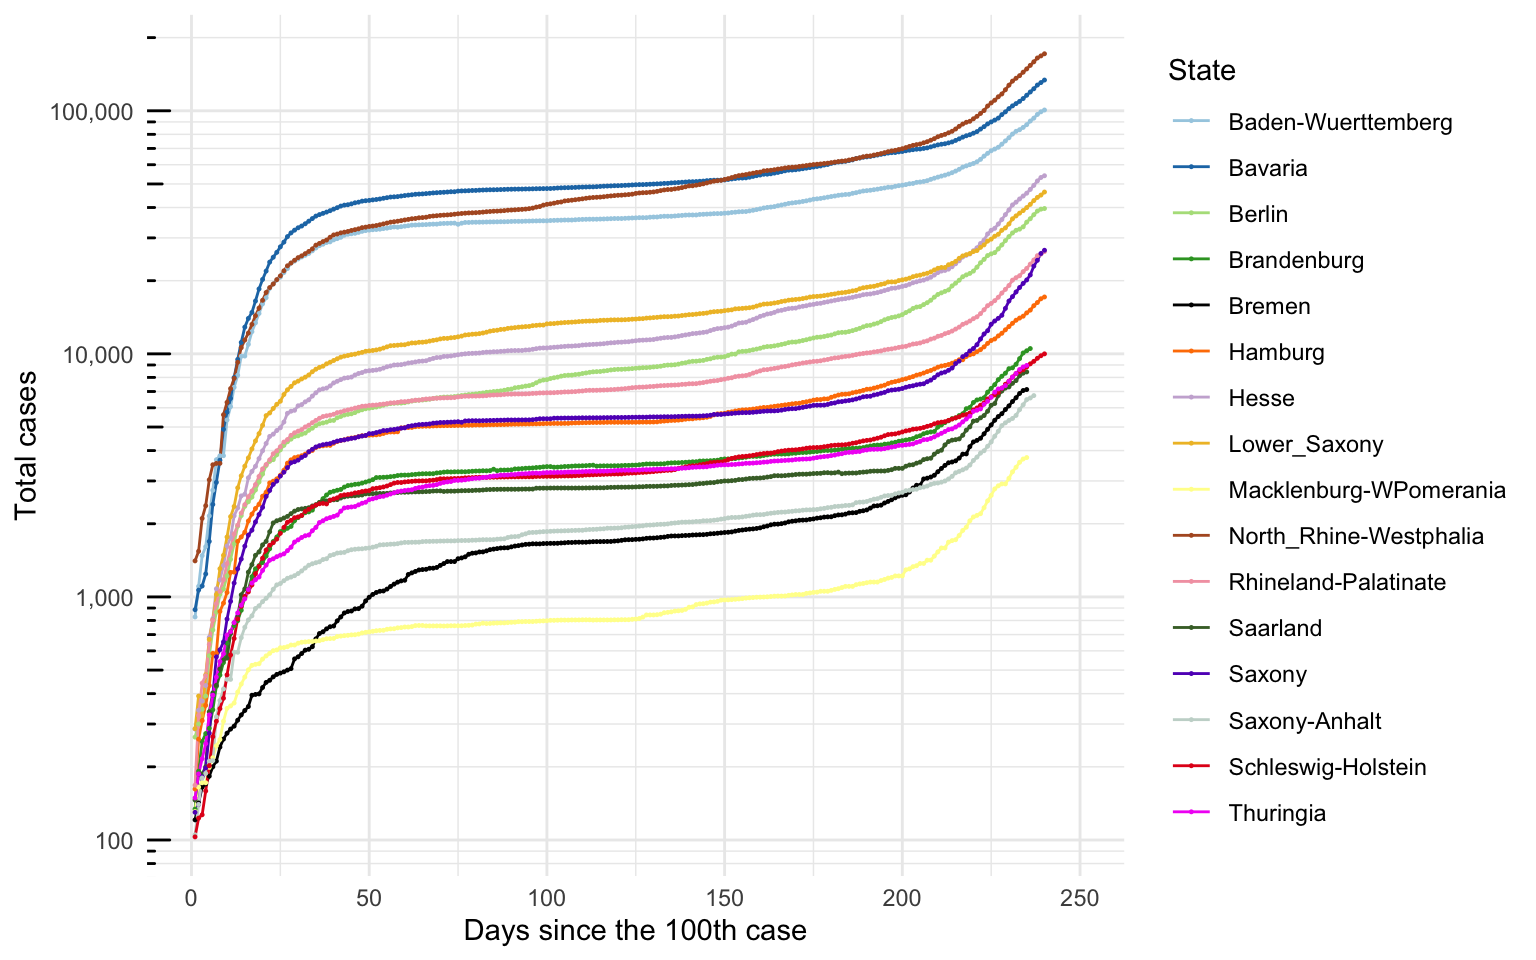 Total cases
100,000
10,000
1,000
100
0 50 100 150 200 250
Days since the 100th case
State
Baden-Wuerttemberg
Bavaria
Berlin
Brandenburg
Bremen
Hamburg
Hesse
Lower_Saxony
Macklenburg-WPomerania
North_Rhine-Westphalia
Rhineland-Palatinate
Saarland
Saxony
Saxony-Anhalt
Schleswig-Holstein
Thuringia